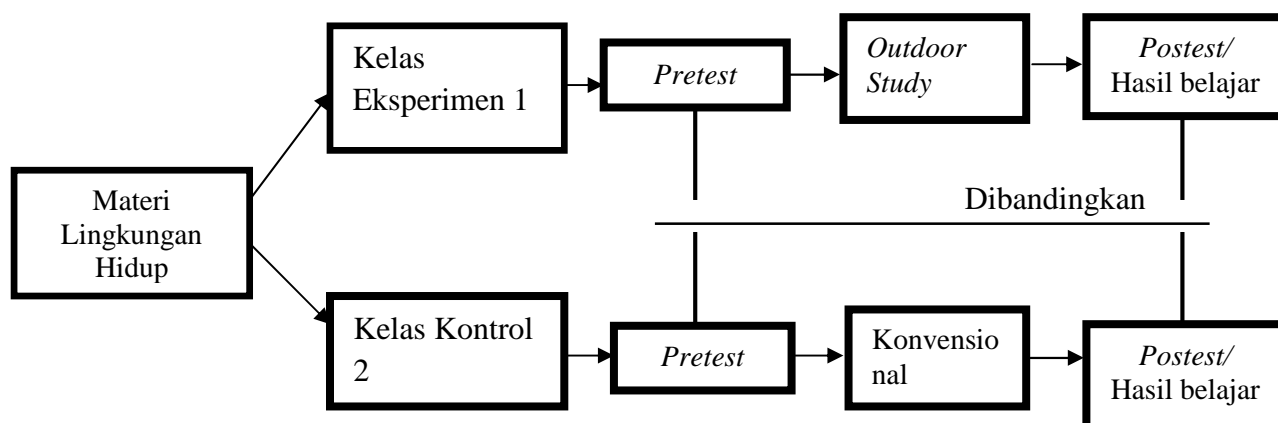 Kelas
Eksperimen 1
Pretest
Outdoor
Study
Postest/
Hasil belajar
Materi
Lingkungan
Hidup
Dibandingkan
Kelas Kontrol
2
Pretest
Konvensio
nal
Postest/
Hasil belajar